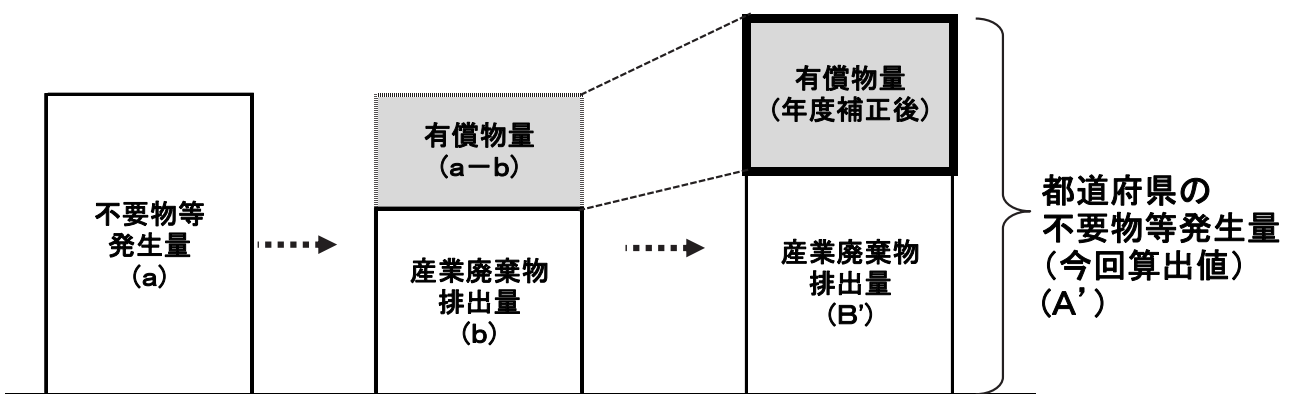 不要物等
発生量
(a)
有償物量
(a－b)
産業廃棄物
排出量
(b)
有償物量
(年度補正後)
産業廃棄物
排出量
(B')
都道府県の
不要物等発生量
（今回算出値）
(A’)